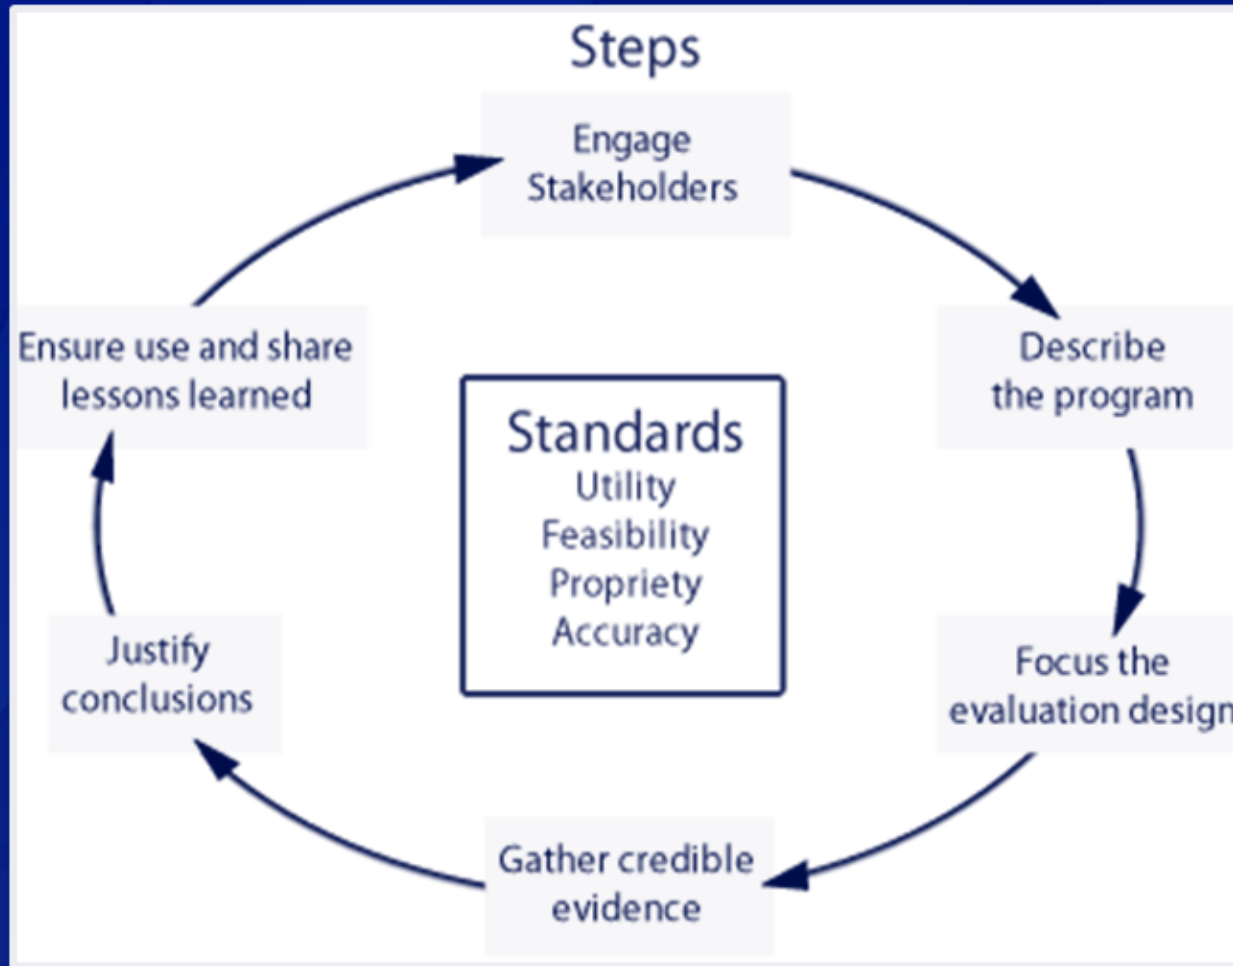 Steps
Engage
Stakeholders
Describe
the program
Focus the
evaluation design
Gather credible
evidence
Justify
conclusions
Ensure use and share
lessons learned
Standards
Utility
Feasibility
Propriety
Accuracy